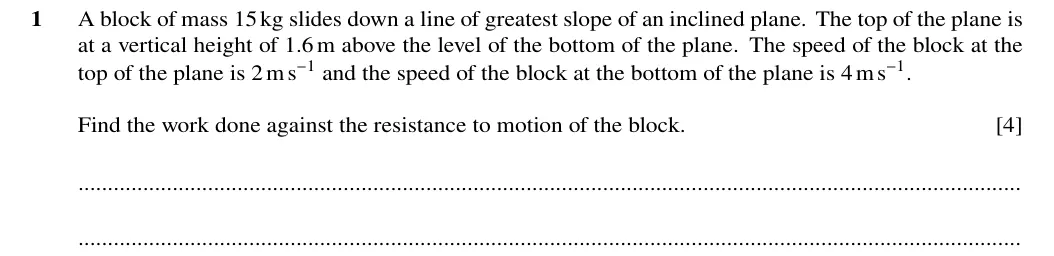 1 A block of mass 15 kg slides down a line of greatest slope of an inclined plane. The top of the plane is
at a vertical height of 1.6 m above the level of the bottom of the plane. The speed of the block at the
top of the plane is 2 m s⁻¹ and the speed of the block at the bottom of the plane is 4 m s⁻¹.
Find the work done against the resistance to motion of the block. [4]